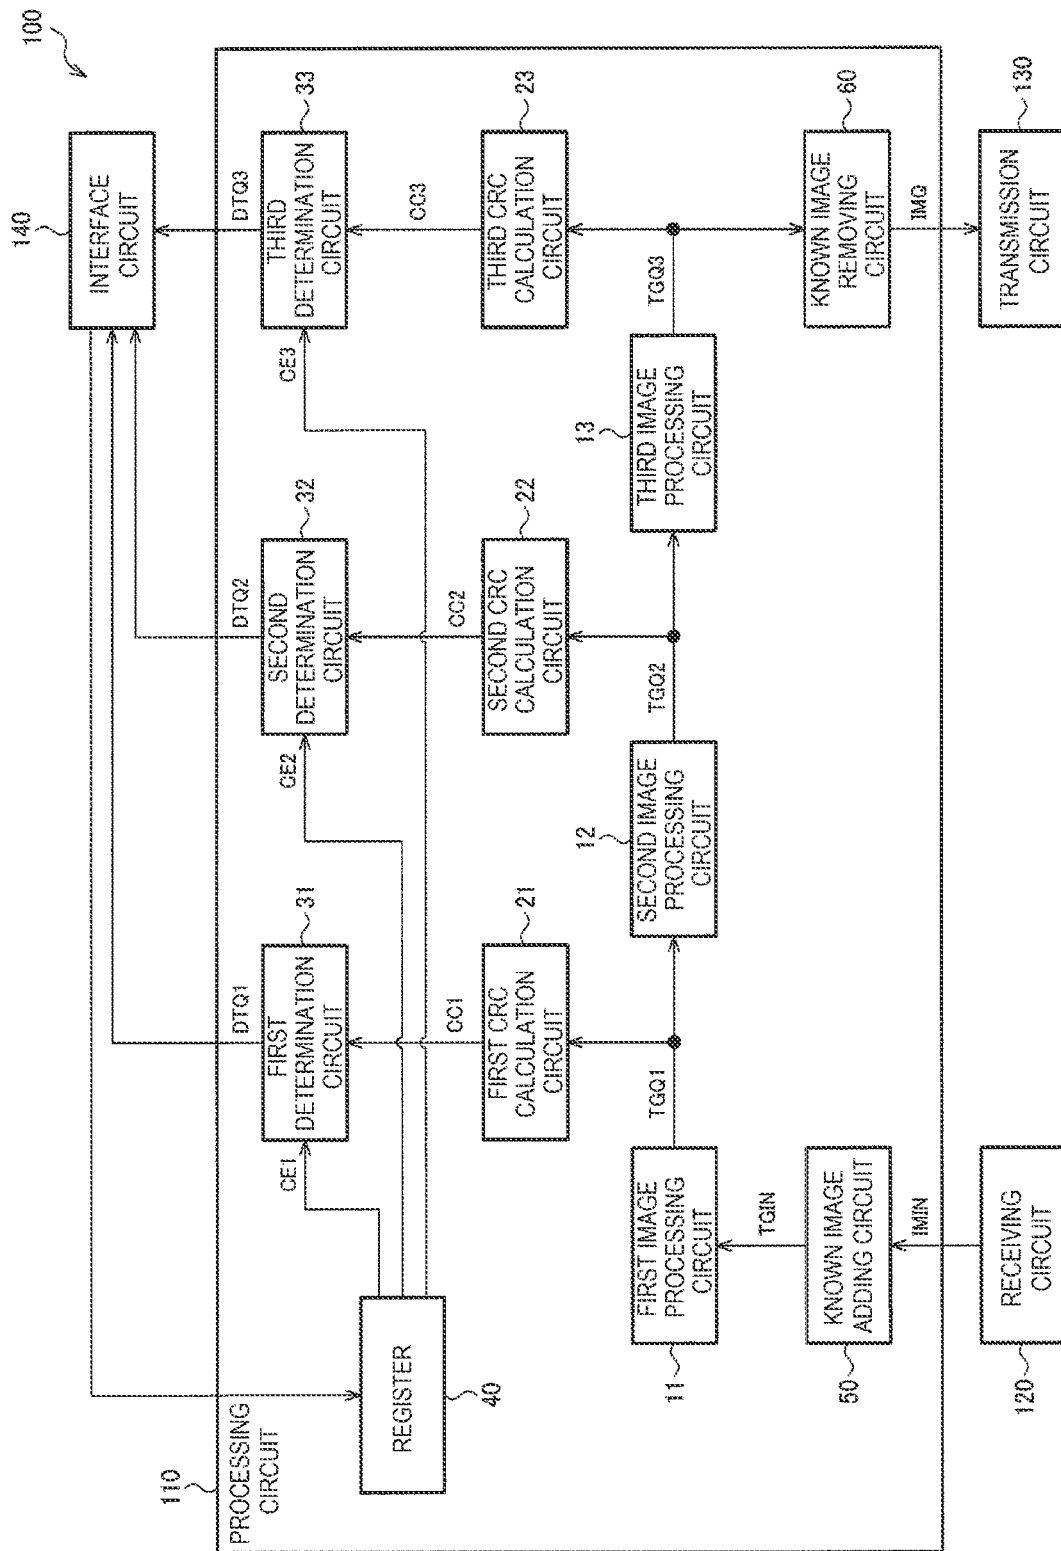 100
140
INTERFACE
CIRCUIT
110
PROCESSING
CIRCUIT
DTQ1
DTQ2
DTQ3
31
FIRST
DETERMINATION
CIRCUIT
32
SECOND
DETERMINATION
CIRCUIT
33
THIRD
DETERMINATION
CIRCUIT
CE1
CE2
CE3
REGISTER
40
CC1
CC2
CC3
21
FIRST CRC
CALCULATION
CIRCUIT
22
SECOND CRC
CALCULATION
CIRCUIT
23
THIRD CRC
CALCULATION
CIRCUIT
11
FIRST IMAGE
PROCESSING
CIRCUIT
TGQ1
12
SECOND IMAGE
PROCESSING
CIRCUIT
TGQ2
13
THIRD IMAGE
PROCESSING
CIRCUIT
TGQ3
TGIN
50
KNOWN IMAGE
ADDING CIRCUIT
60
KNOWN IMAGE
REMOVING
CIRCUIT
IMIN
IMQ
120
RECEIVING
CIRCUIT
130
TRANSMISSION
CIRCUIT